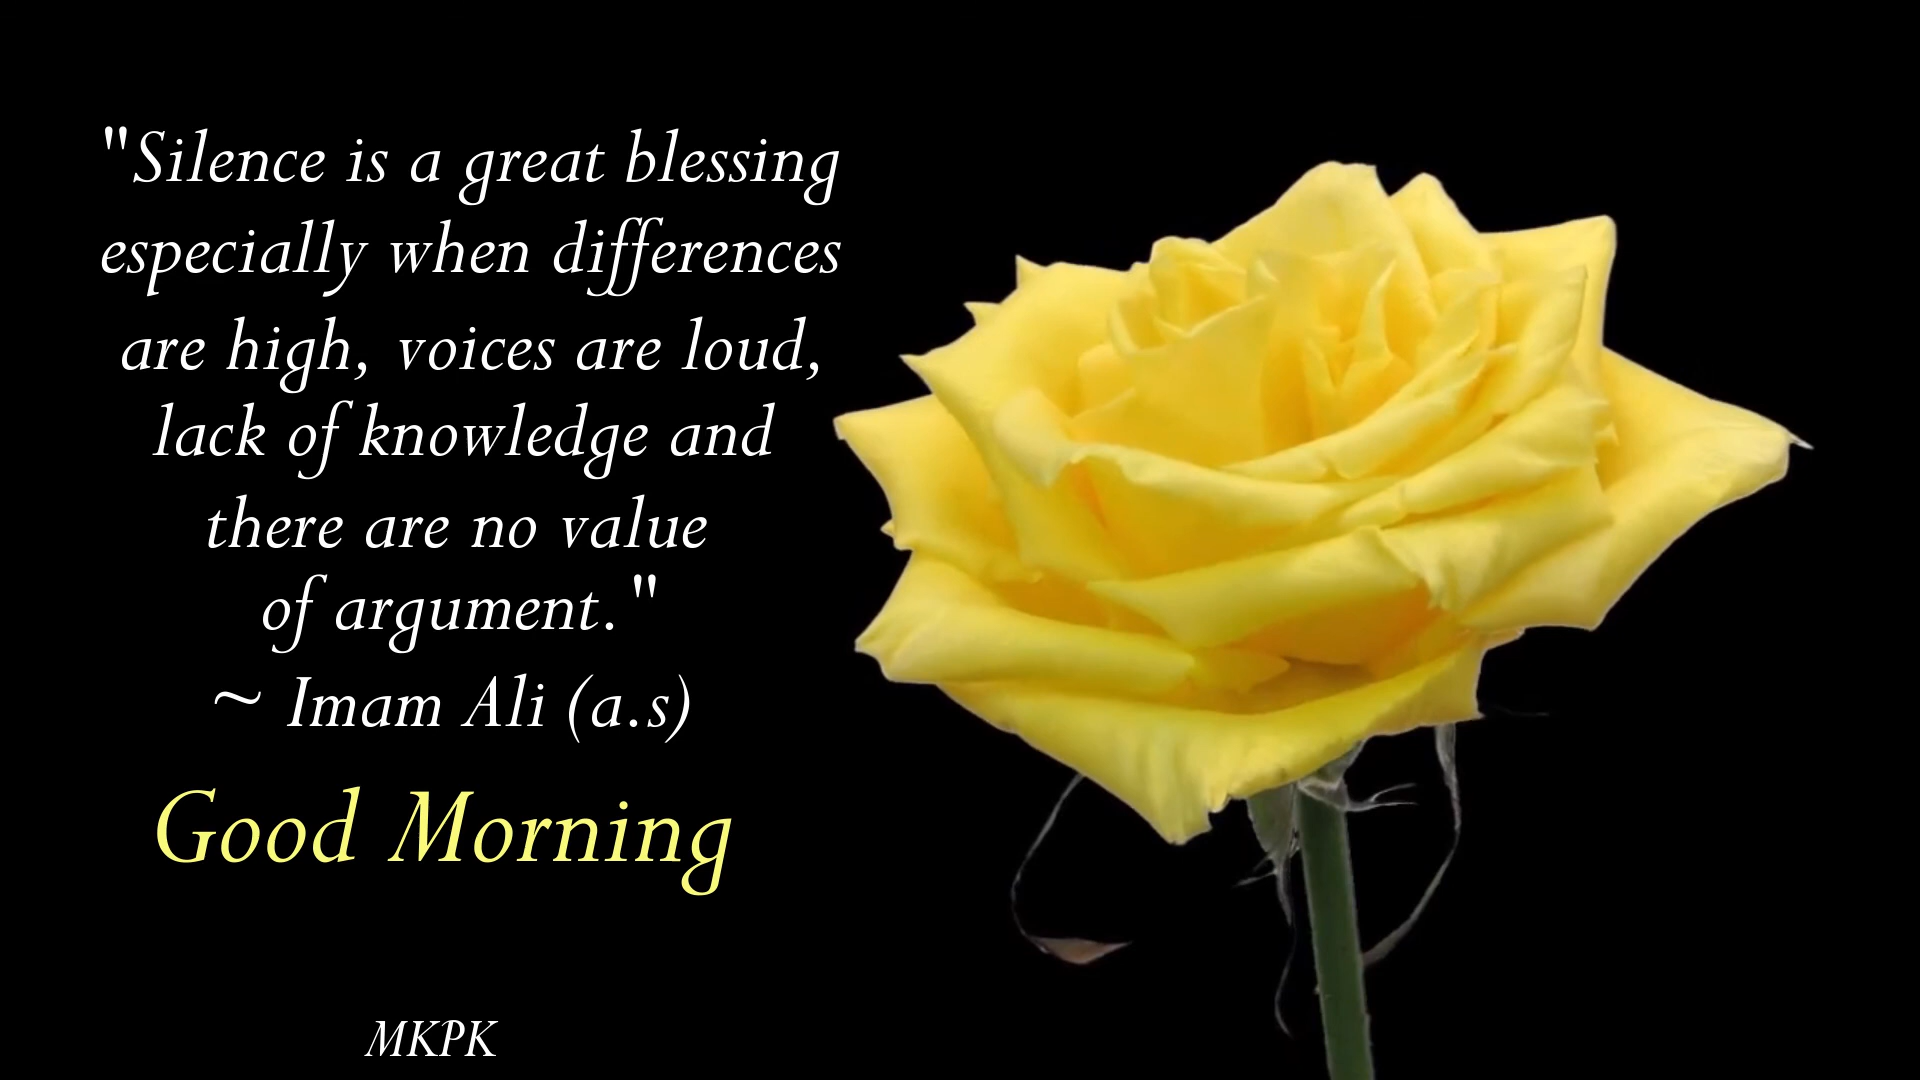 "Silence is a great blessing
especially when differences
are high, voices are loud,
lack of knowledge and
there are no value
of argument."
~ Imam Ali (a.s)
Good Morning
MKPK